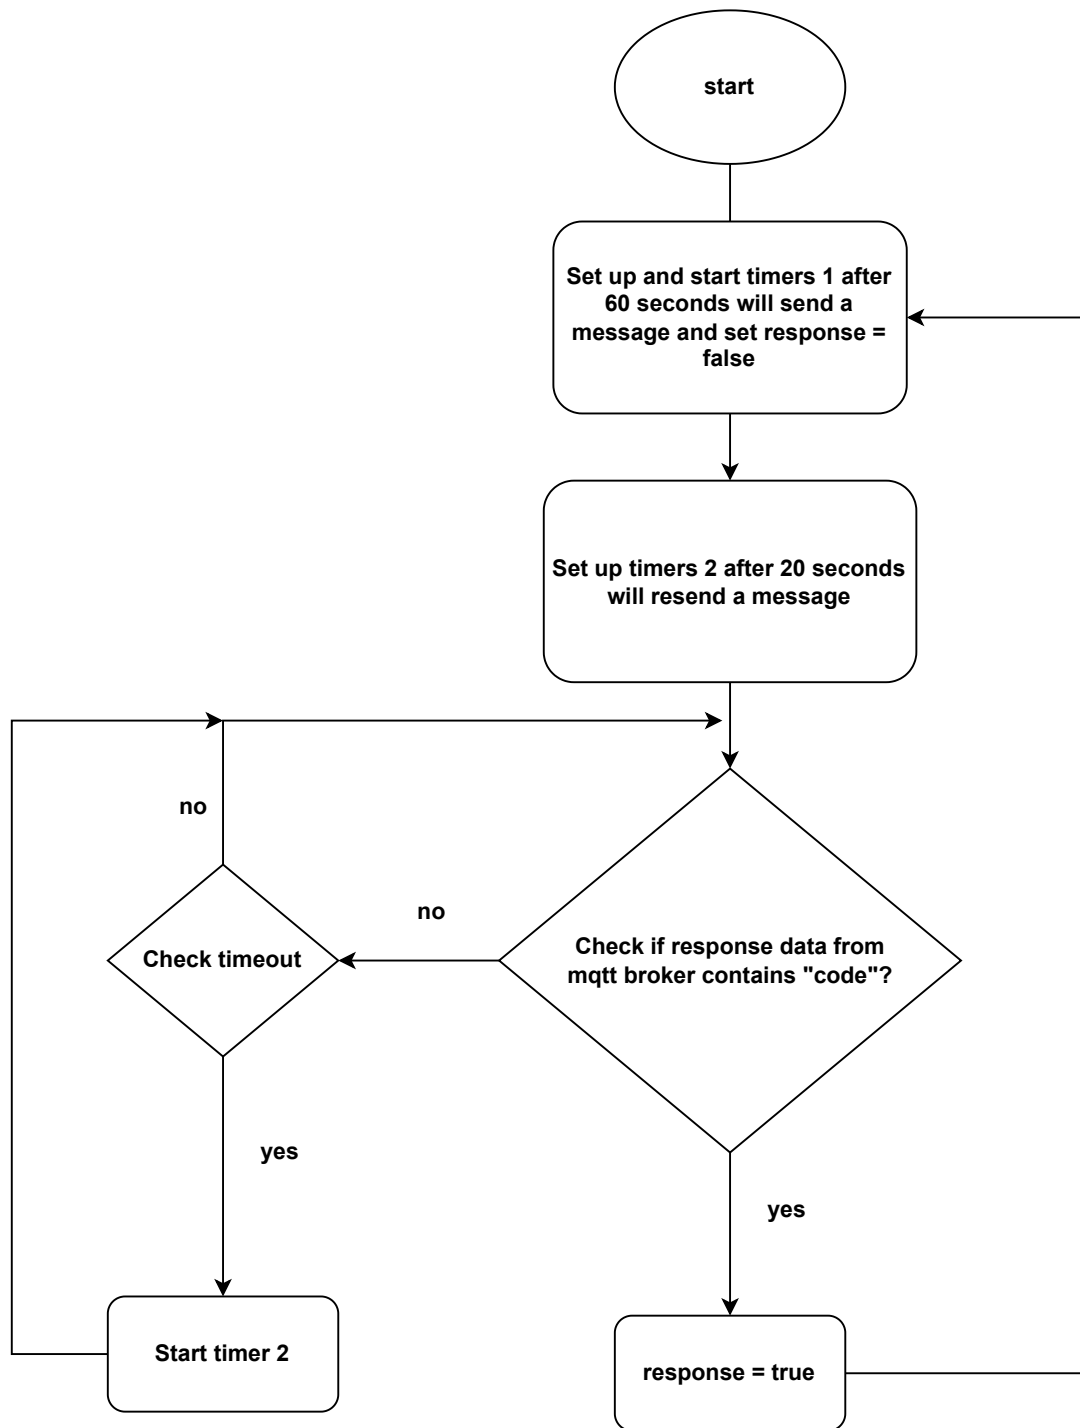 start
Set up and start timers 1 after
60 seconds will send a
message and set response =
false
Set up timers 2 after 20 seconds
will resend a message
no
no
Check timeout
Check if response data from
mqtt broker contains "code"?
yes
yes
Start timer 2
response = true